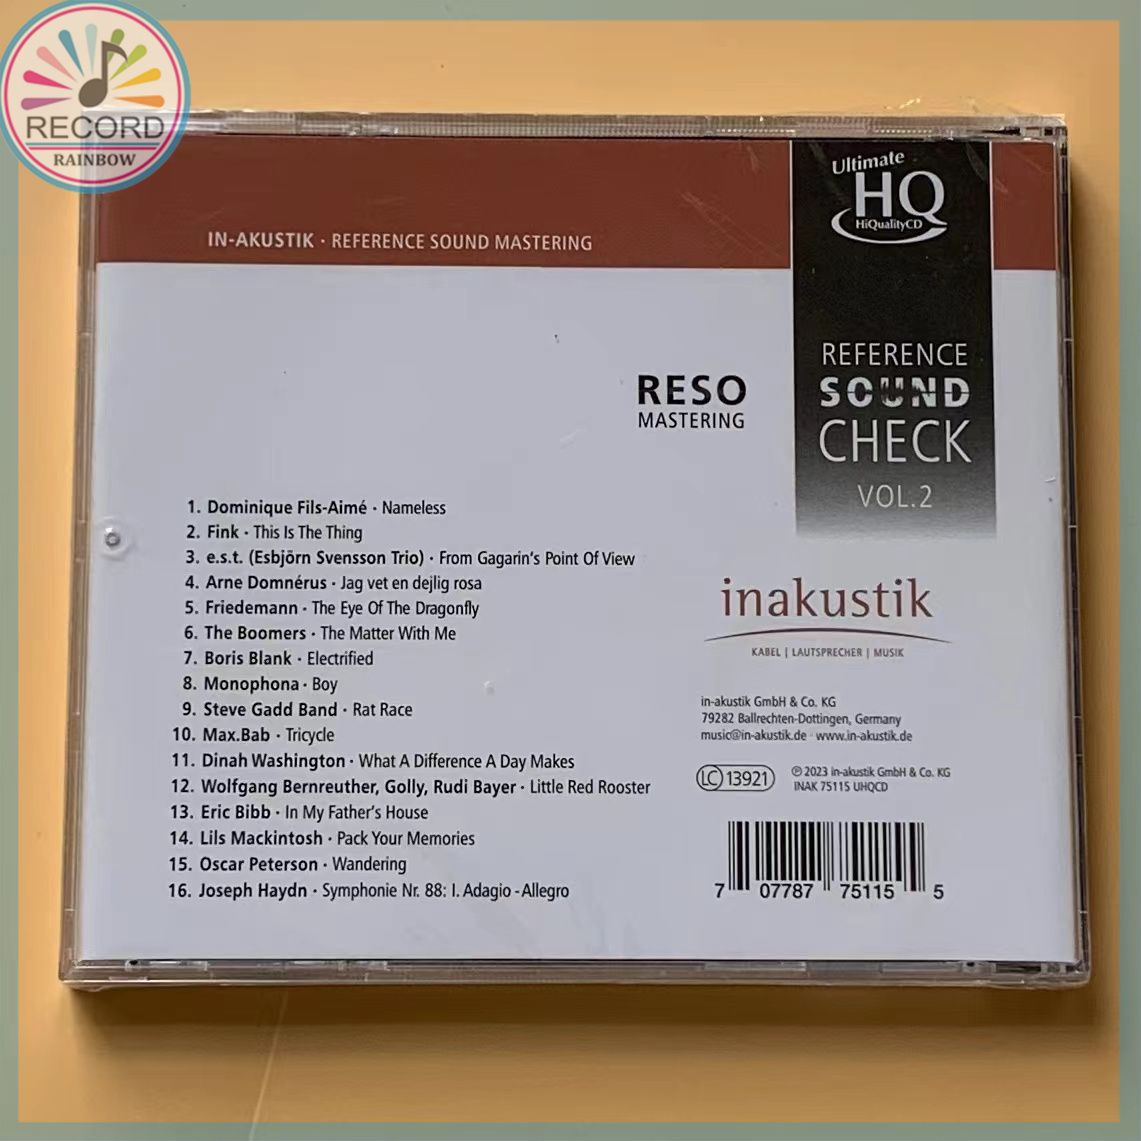 RECORD
RAINBOW
Ultimate
HQ
HiQualityCD
IN-AKUSTIK · REFERENCE SOUND MASTERING
REFERENCE
SOUND
CHECK
VOL.2
RESO
MASTERING
1. Dominique Fils-Aimé · Nameless
2. Fink · This Is The Thing
3. e.s.t. (Esbjörn Svensson Trio) · From Gagarin's Point Of View
4. Arne Domnérus · Jag vet en dejlig rosa
5. Friedemann · The Eye Of The Dragonfly
6. The Boomers · The Matter With Me
7. Boris Blank · Electrified
8. Monophona · Boy
9. Steve Gadd Band · Rat Race
10. Max.Bab · Tricycle
11. Dinah Washington · What A Difference A Day Makes
12. Wolfgang Bernreuther, Golly, Rudi Bayer · Little Red Rooster
13. Eric Bibb · In My Father's House
14. Lils Mackintosh · Pack Your Memories
15. Oscar Peterson · Wandering
16. Joseph Haydn · Symphonie Nr. 88: I. Adagio - Allegro
inakustik
KABEL | LAUTSPRECHER | MUSIK
in-akustik GmbH & Co. KG
79282 Ballrechten-Dottingen, Germany
music@in-akustik.de · www.in-akustik.de
LC 13921
℗ 2023 in-akustik GmbH & Co. KG
INAK 75115 UHQCD
7 07787 75115 5